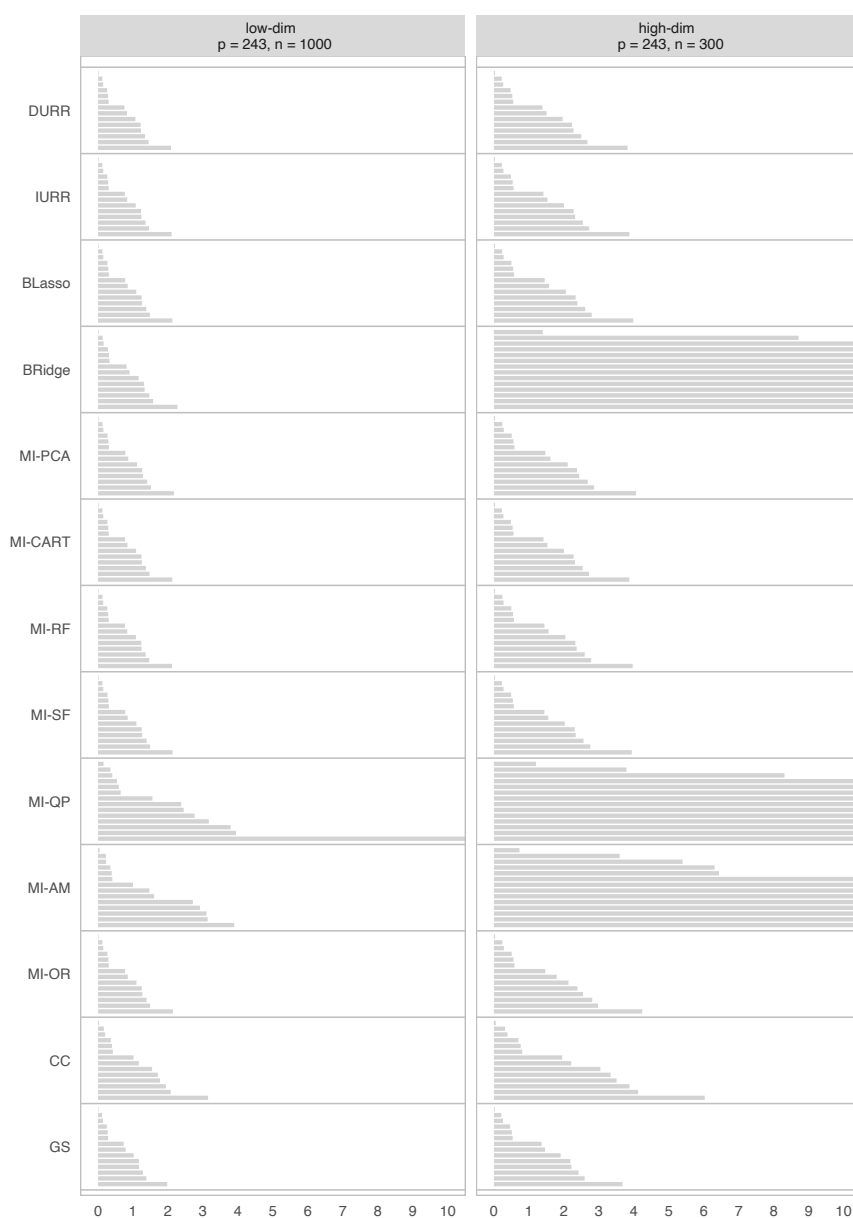 low-dim
p = 243, n = 1000
high-dim
p = 243, n = 300
DURR
IURR
BLasso
BRidge
MI-PCA
MI-CART
MI-RF
MI-SF
MI-QP
MI-AM
MI-OR
CC
GS
0 1 2 3 4 5 6 7 8 9 10
0 1 2 3 4 5 6 7 8 9 10